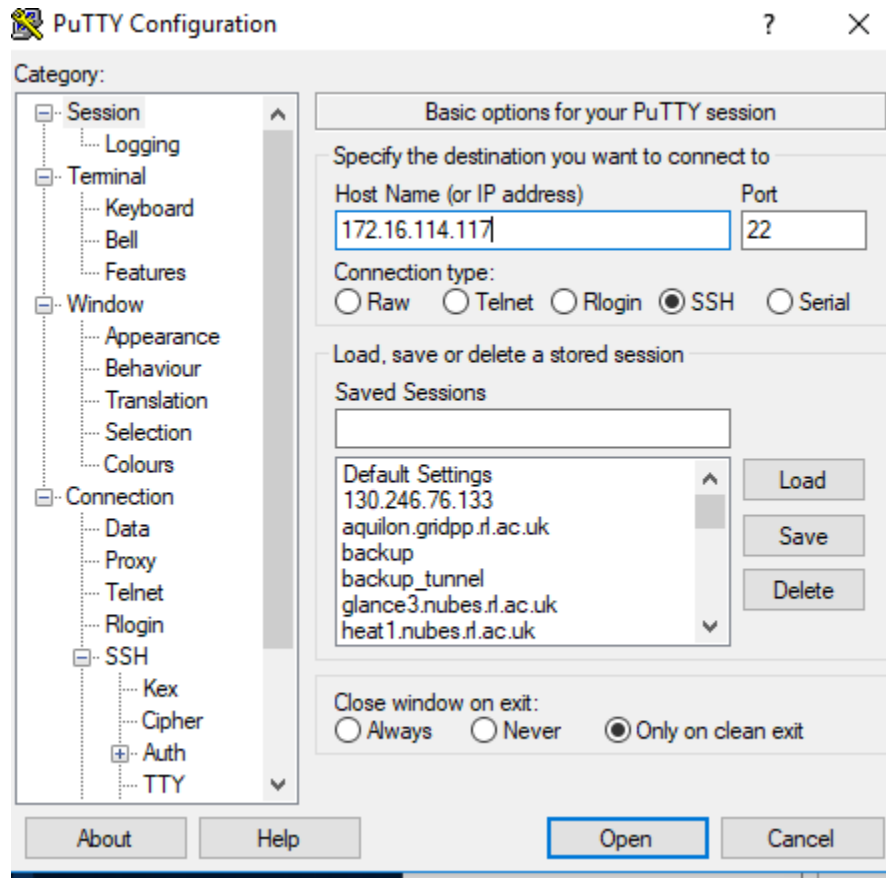 PuTTY Configuration
?
Category:
Session
Logging
Terminal
Keyboard
Bell
Features
Window
Appearance
Behaviour
Translation
Selection
Colours
Connection
Data
Proxy
Telnet
Rlogin
SSH
Kex
Cipher
Auth
TTY
Basic options for your PuTTY session
Specify the destination you want to connect to
Host Name (or IP address) Port
172.16.114.117 22
Connection type:
Raw Telnet Rlogin SSH Serial
Load, save or delete a stored session
Saved Sessions
Default Settings
130.246.76.133
aquilon.gridpp.rl.ac.uk
backup
backup_tunnel
glance3.nubes.rl.ac.uk
heat1.nubes.rl.ac.uk
Load
Save
Delete
Close window on exit:
Always Never Only on clean exit
About Help Open Cancel